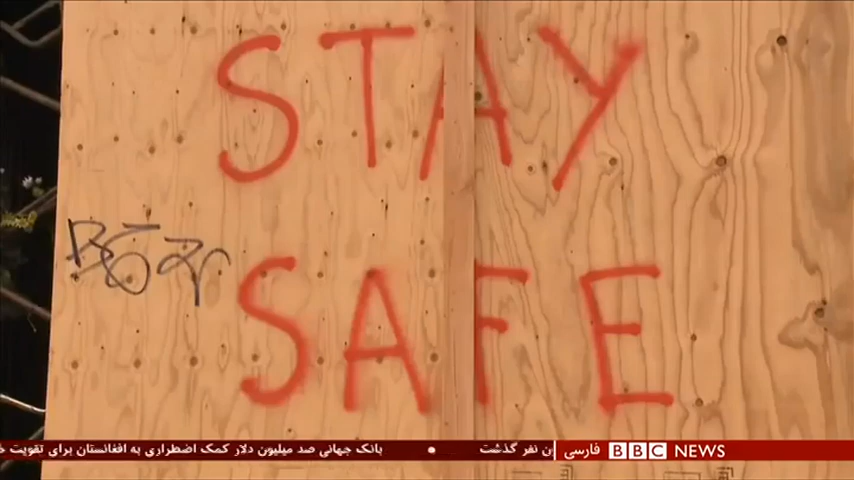 STAY
SAFE
بانک جهانی صد میلیون دلار کمک اضطراری به افغانستان برای تقویت • ن نفر گذشت فارسی BBC NEWS